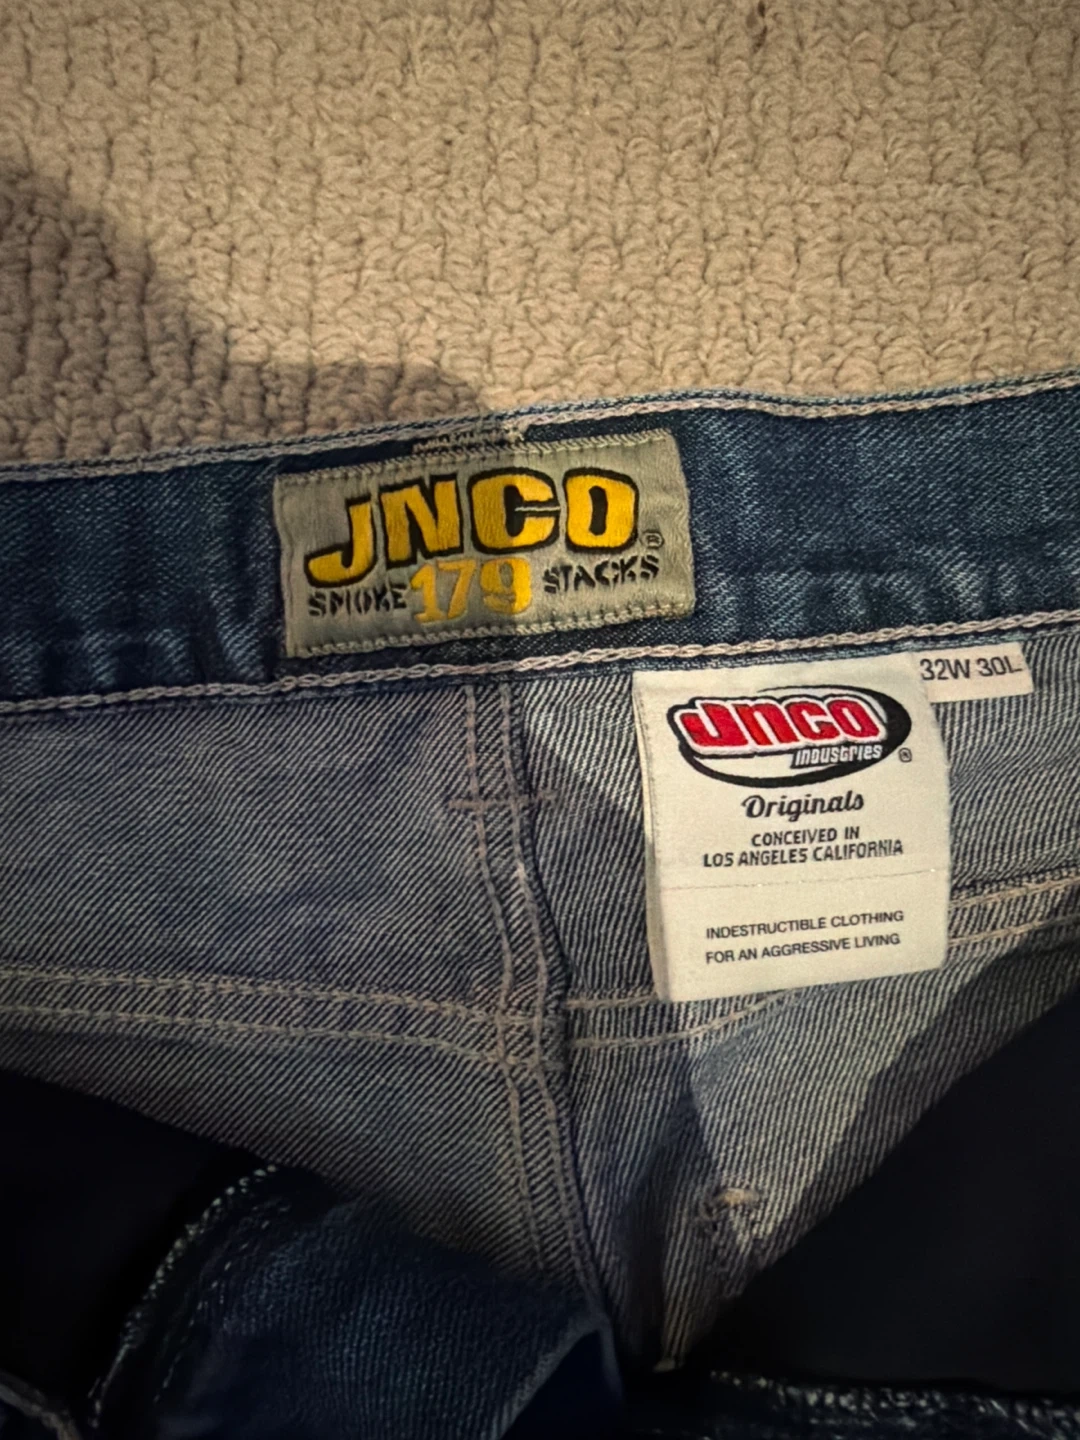 JNCO ®
SMOKE 179 STACKS
32W 30L
JNCO
INDUSTRIES ®
Originals
CONCEIVED IN
LOS ANGELES CALIFORNIA
INDESTRUCTIBLE CLOTHING
FOR AN AGGRESSIVE LIVING